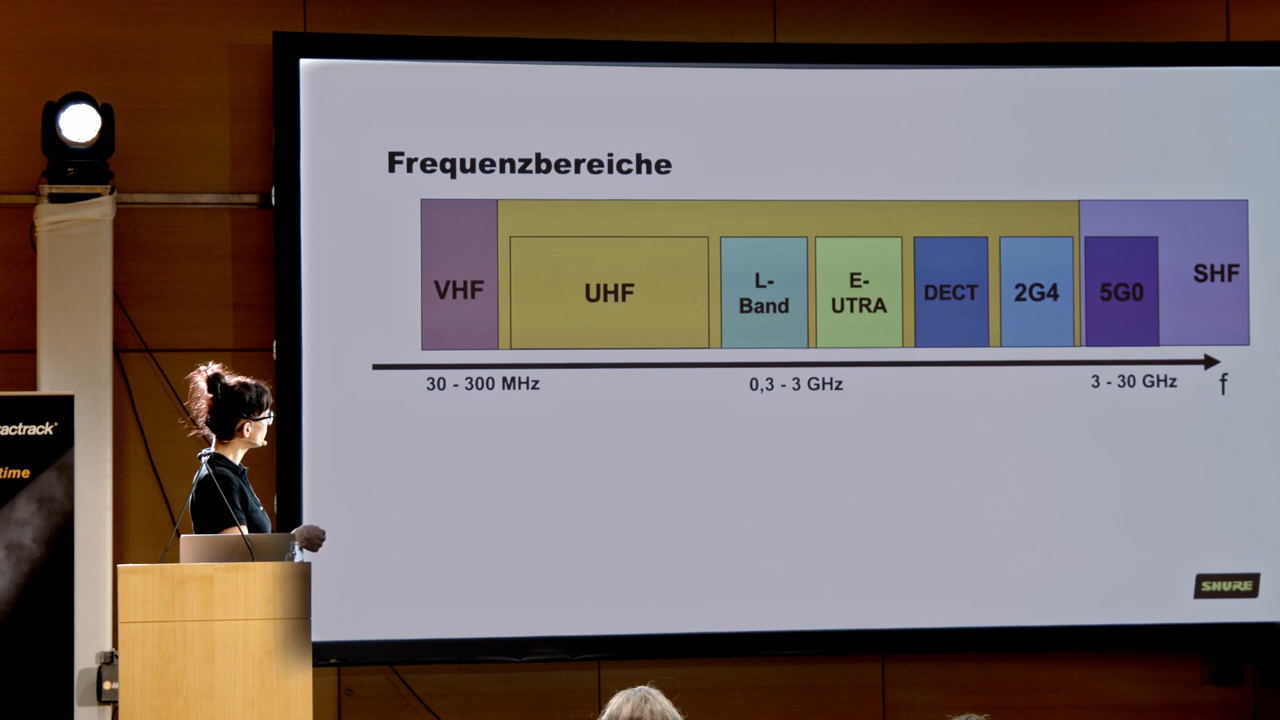 Frequenzbereiche
VHF
UHF
L-
Band
E-
UTRA
DECT
2G4
5G0
SHF
30 - 300 MHz
0,3 - 3 GHz
3 - 30 GHz
f
actrack
time
SHURE